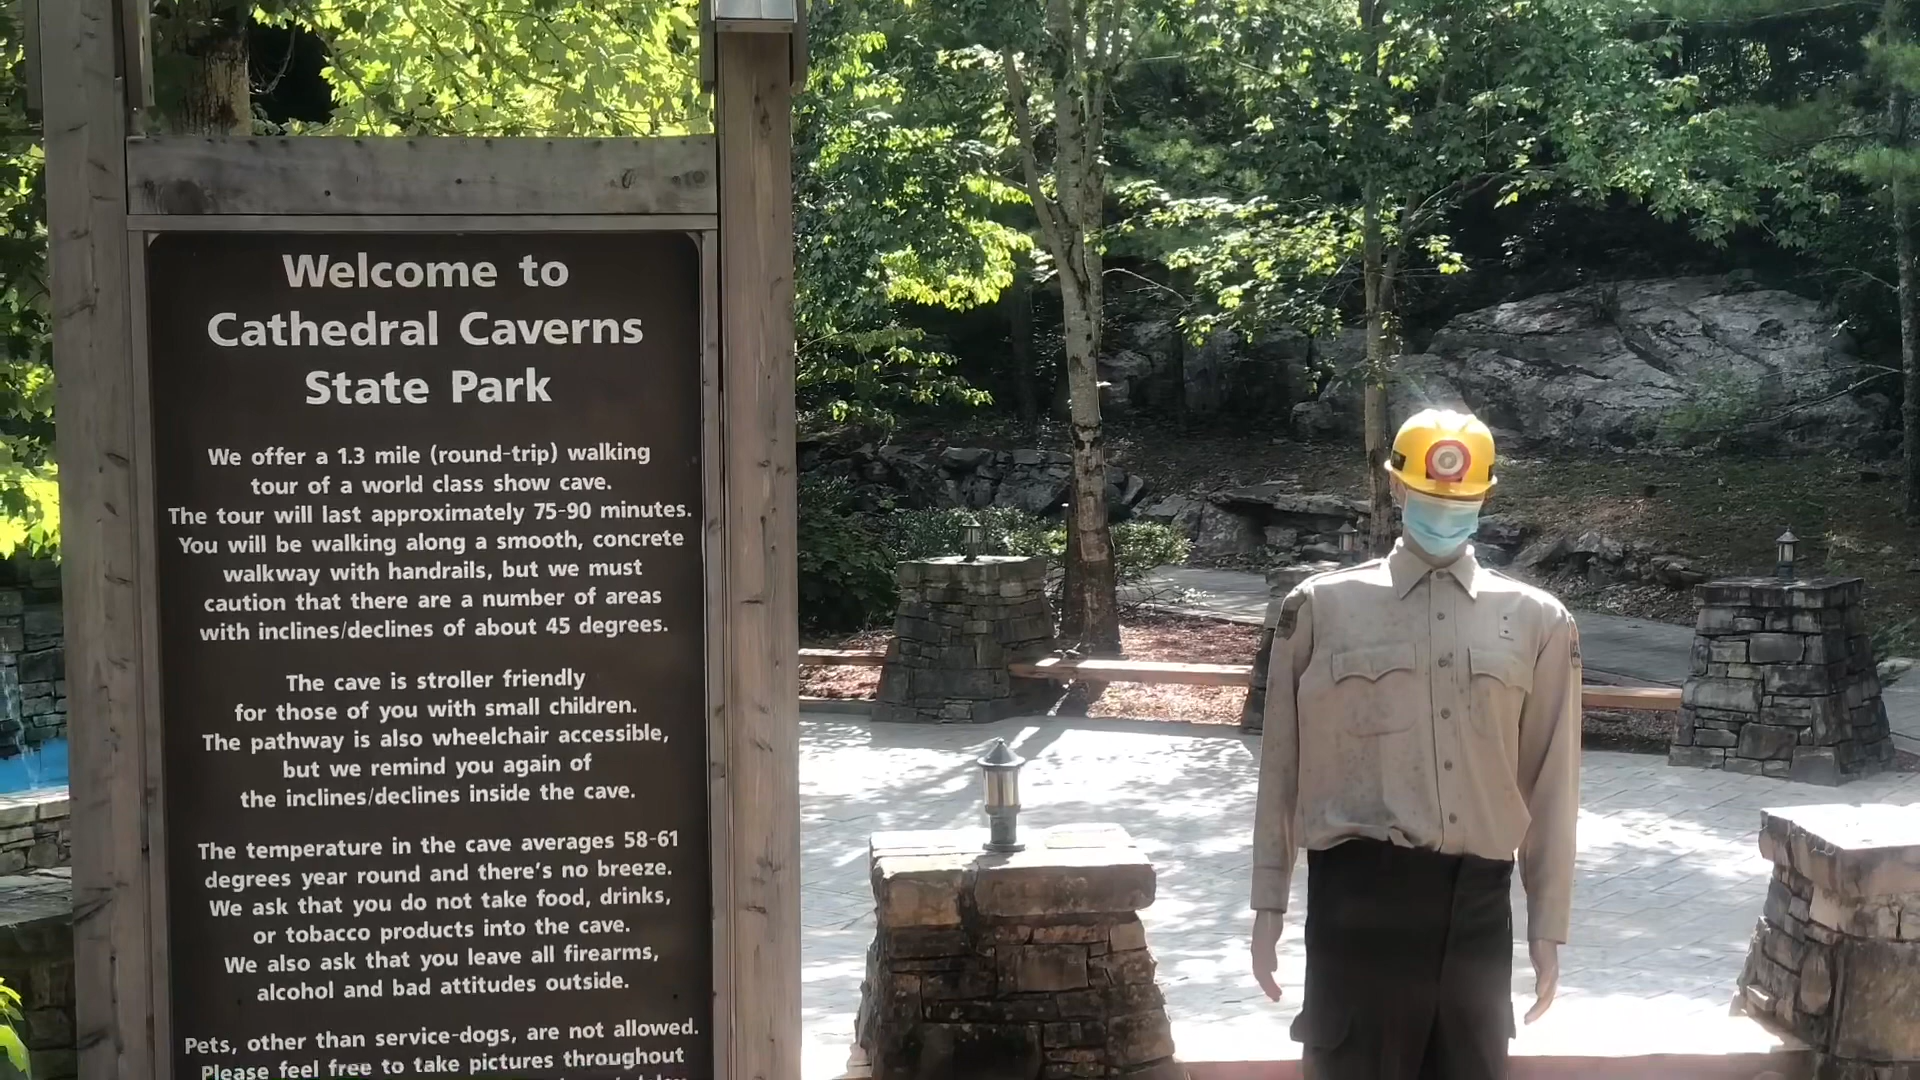 Welcome to
Cathedral Caverns
State Park
We offer a 1.3 mile (round-trip) walking
tour of a world class show cave.
The tour will last approximately 75-90 minutes.
You will be walking along a smooth, concrete
walkway with handrails, but we must
caution that there are a number of areas
with inclines/declines of about 45 degrees.
The cave is stroller friendly
for those of you with small children.
The pathway is also wheelchair accessible,
but we remind you again of
the inclines/declines inside the cave.
The temperature in the cave averages 58-61
degrees year round and there's no breeze.
We ask that you do not take food, drinks,
or tobacco products into the cave.
We also ask that you leave all firearms,
alcohol and bad attitudes outside.
Pets, other than service-dogs, are not allowed.
Please feel free to take pictures throughout